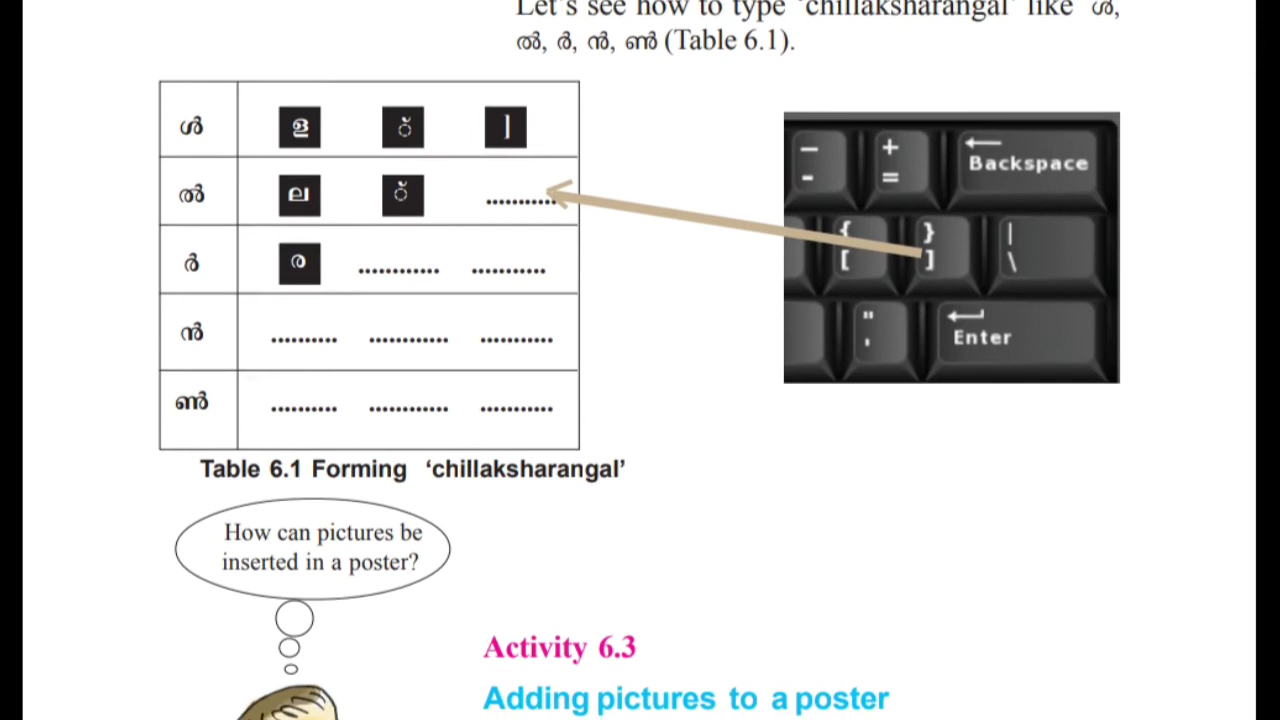 Let's see how to type 'chillaksharangal' like ൾ,
ൽ, ർ, ൻ, ൺ (Table 6.1).
ൾ ള ് ]
ൽ ല ് ............
ർ ര ............ ............
ൻ .......... ............ ............
ൺ .......... ............ ............
Table 6.1 Forming 'chillaksharangal'
_ -
+ =
Backspace
{ [
} ]
| \
" '
Enter
How can pictures be
inserted in a poster?
Activity 6.3
Adding pictures to a poster